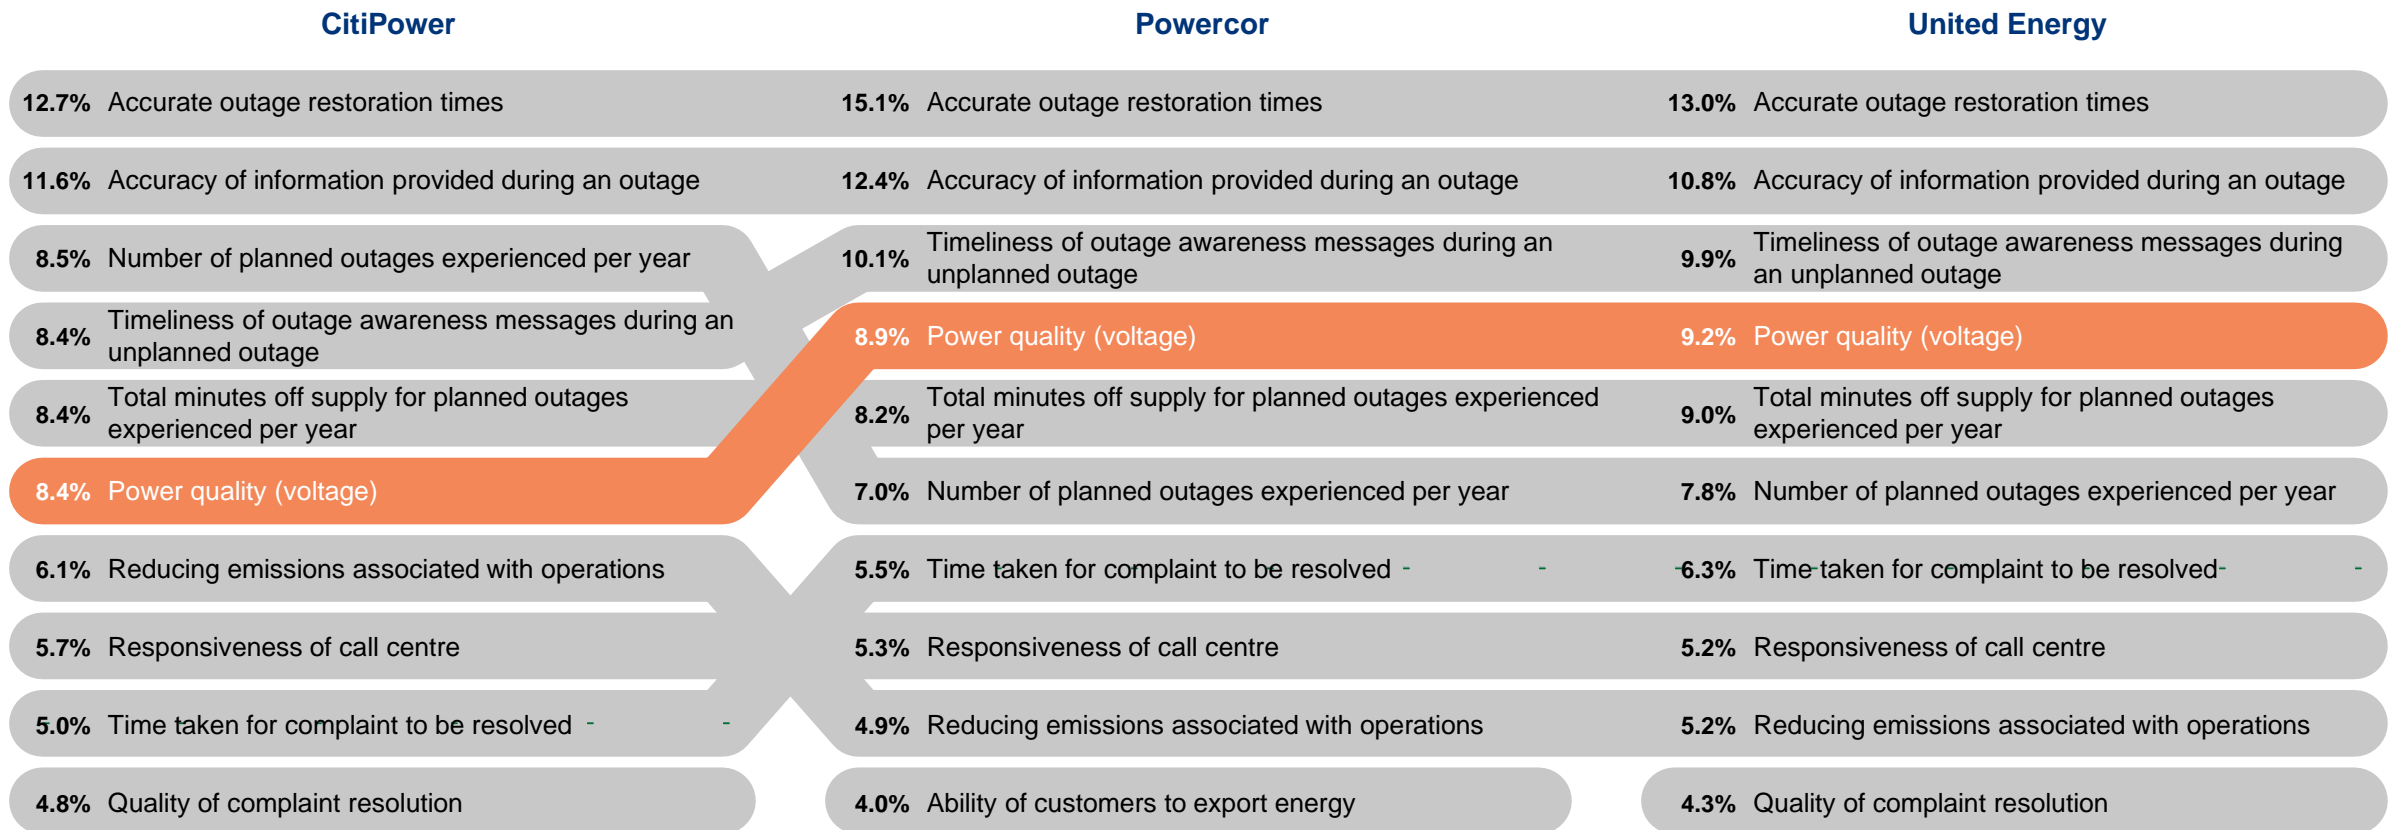 CitiPower Powercor United Energy
12.7% Accurate outage restoration times 15.1% Accurate outage restoration times 13.0% Accurate outage restoration times
11.6% Accuracy of information provided during an outage 12.4% Accuracy of information provided during an outage 10.8% Accuracy of information provided during an outage
8.5% Number of planned outages experienced per year 10.1% Timeliness of outage awareness messages during an
unplanned outage 9.9% Timeliness of outage awareness messages during
an unplanned outage
8.4% Timeliness of outage awareness messages during an
unplanned outage 8.9% Power quality (voltage) 9.2% Power quality (voltage)
8.4% Total minutes off supply for planned outages
experienced per year 8.2% Total minutes off supply for planned outages experienced
per year 9.0% Total minutes off supply for planned outages
experienced per year
8.4% Power quality (voltage) 7.0% Number of planned outages experienced per year 7.8% Number of planned outages experienced per year
6.1% Reducing emissions associated with operations 5.5% Time taken for complaint to be resolved 6.3% Time taken for complaint to be resolved
5.7% Responsiveness of call centre 5.3% Responsiveness of call centre 5.2% Responsiveness of call centre
5.0% Time taken for complaint to be resolved 4.9% Reducing emissions associated with operations 5.2% Reducing emissions associated with operations
4.8% Quality of complaint resolution 4.0% Ability of customers to export energy 4.3% Quality of complaint resolution